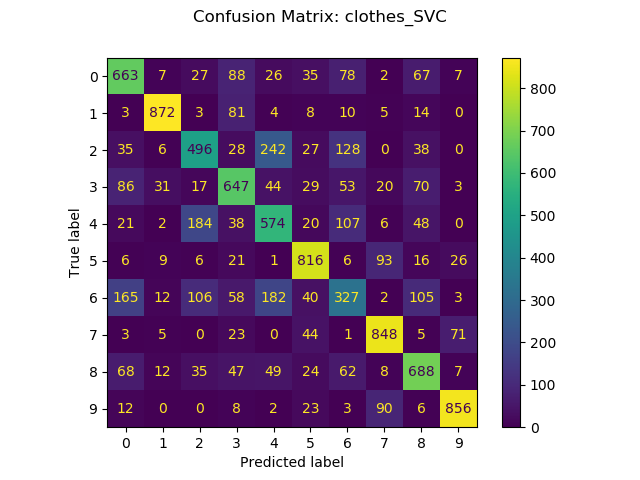 Confusion Matrix: clothes_SVC
0 663 7 27 88 26 35 78 2 67 7
1 3 872 3 81 4 8 10 5 14 0
2 35 6 496 28 242 27 128 0 38 0
3 86 31 17 647 44 29 53 20 70 3
4 21 2 184 38 574 20 107 6 48 0
5 6 9 6 21 1 816 6 93 16 26
6 165 12 106 58 182 40 327 2 105 3
7 3 5 0 23 0 44 1 848 5 71
8 68 12 35 47 49 24 62 8 688 7
9 12 0 0 8 2 23 3 90 6 856
0 1 2 3 4 5 6 7 8 9
Predicted label
True label
800
700
600
500
400
300
200
100
0